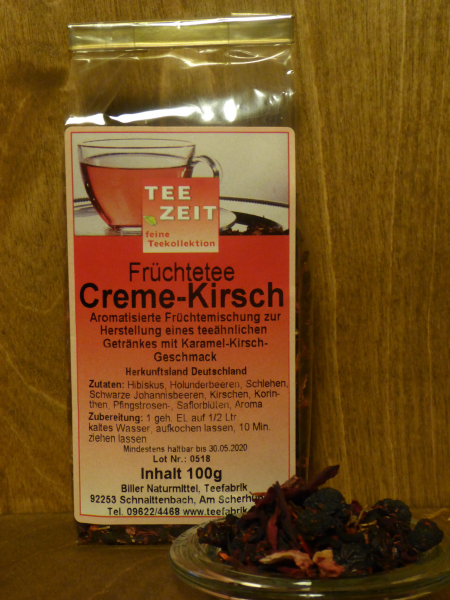 TEE
ZEIT
feine
Teekollektion
Früchtetee
Creme-Kirsch
Aromatisierte Früchtemischung zur
Herstellung eines teeähnlichen
Getränkes mit Karamel-Kirsch-
Geschmack
Herkunftsland Deutschland
Zutaten: Hibiskus, Holunderbeeren, Schlehen,
Schwarze Johannisbeeren, Kirschen, Korin-
then, Pfingstrosen-, Saflorblüten, Aroma
Zubereitung: 1 geh. EL auf 1/2 Ltr.
kaltes Wasser, aufkochen lassen, 10 Min.
ziehen lassen
Mindestens haltbar bis 30.05.2020
Lot Nr.: 0518
Inhalt 100g
Biller Naturmittel, Teefabrik
92253 Schnaittenbach, Am Scherhü
Tel. 09622/4468 www.teefabrik